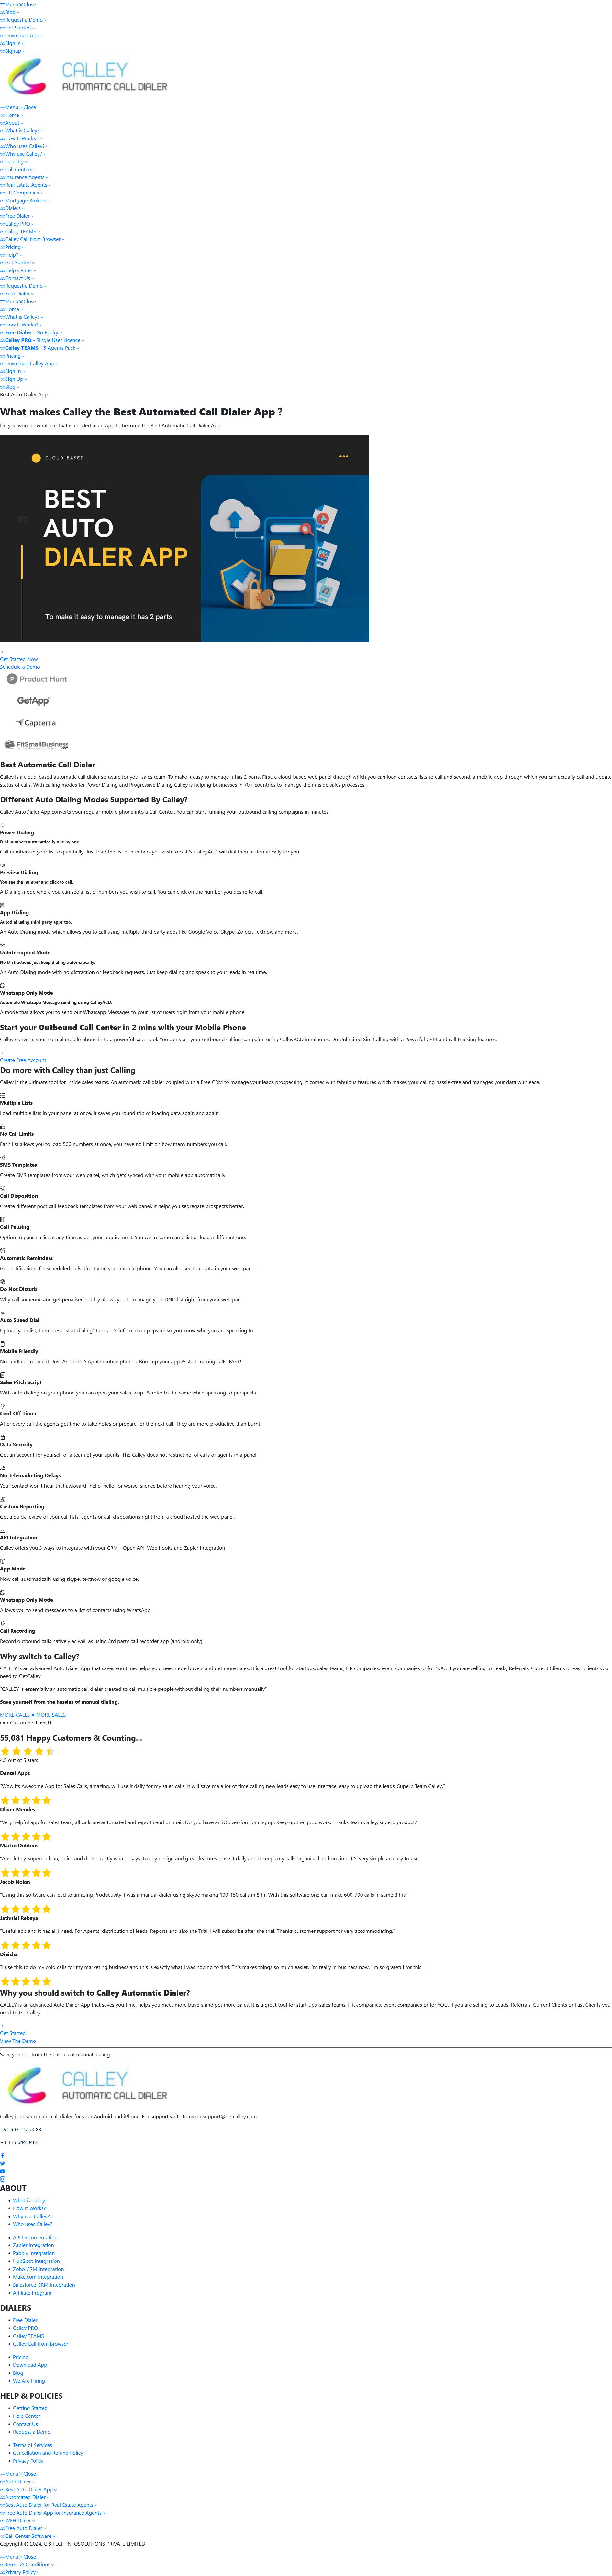 Menu Close
Blog
Request a Demo
Get Started
Download App
Sign in
Signup
CALLEY
AUTOMATIC CALL DIALER
Menu Close
Home
About
What is Calley?
How It Works?
Who uses Calley?
Why use Calley?
Industry
Call Centers
Insurance Agents
Real Estate Agents
HR Companies
Mortgage Brokers
Dialers
Free Dialer
Calley PRO
Calley TEAMS
Calley Call from Browser
Pricing
Help?
Get Started
Help Center
Contact Us
Request a Demo
Free Dialer
Menu Close
Home
What is Calley?
How It Works?
Free Dialer - No Expiry
Calley PRO - Single User Licence
Calley TEAMS - 5 Agents Pack
Pricing
Download Calley App
Sign In
Sign Up
Blog
Best Auto Dialer App
What makes Calley the Best Automated Call Dialer App ?
Do you wonder what is it that is needed in an App to become the Best Automatic Call Dialer App.
CLOUD-BASED
01
BEST
AUTO
DIALER APP
To make it easy to manage it has 2 parts
Get Started Now
Schedule a Demo
Product Hunt
GetApp
Capterra
FitSmallBusiness
Best Automatic Call Dialer
Calley is a cloud-based automatic call dialer software for your sales team. To make it easy to manage it has 2 parts. First, a cloud-based web panel through which you can load contacts lists to call and second, a mobile app through which you can actually call and update
status of calls. With calling modes for Power Dialing and Progressive Dialing Calley is helping businesses in 70+ countries to manage their inside sales processes.
Different Auto Dialing Modes Supported By Calley?
Calley AutoDialer App converts your regular mobile phone into a Call Center. You can start running your outbound calling campaigns in minutes.
Power Dialing
Dial numbers automatically one by one.
Call numbers in your list sequentially. Just load the list of numbers you wish to call & CalleyACD will dial them automatically for you.
Preview Dialing
You see the number and click to call.
A Dialing mode where you can see a list of numbers you wish to call. You can click on the number you desire to call.
App Dialing
Autodial using third party apps too.
An Auto Dialing mode which allows you to call using multiple third party apps like Google Voice, Skype, Zoiper, Textnow and more.
Uninterrupted Mode
No Distractions just keep dialing automatically.
An Auto Dialing mode with no distraction or feedback requests. Just keep dialing and speak to your leads in realtime.
Whatsapp Only Mode
Automate Whatsapp Message sending using CalleyACD.
A mode that allows you to send out Whatsapp Messages to your list of users right from your mobile phone.
Start your Outbound Call Center in 2 mins with your Mobile Phone
Calley converts your normal mobile phone in to a powerful sales tool. You can start your outbound calling campaign using CalleyACD in minutes. Do Unlimited Sim Calling with a Powerful CRM and call tracking features.
Create Free Account
Do more with Calley than just Calling
Calley is the ultimate tool for Inside sales teams. An automatic call dialer coupled with a Free CRM to manage your leads prospecting. It comes with fabulous features which makes your calling hassle-free and manages your data with ease.
Multiple Lists
Load multiple lists in your panel at once. It saves you round trip of loading data again and again.
No Call Limits
Each list allows you to load 500 numbers at once, you have no limit on how many numbers you call.
SMS Templates
Create SMS templates from your web panel, which gets synced with your mobile app automatically.
Call Disposition
Create different post call feedback templates from your web panel. It helps you segregate prospects better.
Call Pausing
Option to pause a list at any time as per your requirement. You can resume same list or load a different one.
Automatic Reminders
Get notifications for scheduled calls directly on your mobile phone. You can also see that data in your web panel.
Do Not Disturb
Why call someone and get penalised. Calley allows you to manage your DND list right from your web panel.
Auto Speed Dial
Upload your list, then press "start dialing" Contact's information pops up so you know who you are speaking to.
Mobile Friendly
No landlines required! Just Android & Apple mobile phones. Boot-up your app & start making calls. FAST!
Sales Pitch Script
With auto dialing on your phone you can open your sales script & refer to the same while speaking to prospects.
Cool-Off Timer
After every call the agents get time to take notes or prepare for the next call. They are more productive than burnt.
Data Security
Get an account for yourself or a team of your agents. The Calley does not restrict no. of calls or agents in a panel.
No Telemarketing Delays
Your contact won't hear that awkward "hello, hello" or worse, silence before hearing your voice.
Custom Reporting
Get a quick review of your call lists, agents or call dispositions right from a cloud hosted the web panel.
API Integration
Calley offers you 3 ways to integrate with your CRM - Open API, Web hooks and Zapier Integration
App Mode
Now call automatically using skype, textnow or google voice.
Whatsapp Only Mode
Allows you to send messages to a list of contacts using WhatsApp
Call Recording
Record outbound calls natively as well as using 3rd party call recorder app (android only).
Why switch to Calley?
CALLEY is an advanced Auto Dialer App that saves you time, helps you meet more buyers and get more Sales. It is a great tool for startups, sales teams, HR companies, event companies or for YOU. If you are selling to Leads, Referrals, Current Clients or Past Clients you
need to GetCalley.
"CALLEY is essentially an automatic call dialer created to call multiple people without dialing their numbers manually"
Save yourself from the hassles of manual dialing.
MORE CALLS = MORE SALES
Our Customers Love Us
55,081 Happy Customers & Counting...
4.5 out of 5 stars
Dental Apps
"Wow its Awesome App for Sales Calls, amazing, will use it daily for my sales calls, it will save me a lot of time calling new leads.easy to use interface, easy to upload the leads. Superb Team Calley."
Oliver Mendes
"Very helpful app for sales team, all calls are automated and report send on mail. Do you have an iOS version coming up. Keep up the good work. Thanks Team Calley, superb product."
Martin Dobbins
"Absolutely Superb, clean, quick and does exactly what it says. Lovely design and great features. I use it daily and it keeps my calls organised and on time. It's very simple an easy to use."
Jacob Nolan
"Using this software can lead to amazing Productivity. I was a manual dialer using skype making 100-150 calls in 8 hr. With this software one can make 600-700 calls in same 8 hrs"
Jathniel Rebaya
"Useful app and it has all i need. For Agents, distribution of leads, Reports and also the Trial. I will subscribe after the trial. Thanks customer support for very accommodating."
Dieisha
"I use this to do my cold calls for my marketing business and this is exactly what I was hoping to find. This makes things so much easier. I'm really in business now. I'm so grateful for this."
Why you should switch to Calley Automatic Dialer?
CALLEY is an advanced Auto Dialer App that saves you time, helps you meet more buyers and get more Sales. It is a great tool for start-ups, sales teams, HR companies, event companies or for YOU. If you are selling to Leads, Referrals, Current Clients or Past Clients you
need to GetCalley.
Get Started
View The Demo
Save yourself from the hassles of manual dialing.
CALLEY
AUTOMATIC CALL DIALER
Calley is an automatic call dialer for your Android and iPhone. For support write to us on support@getcalley.com
+91 997 112 5588
+1 315 644 0484
ABOUT
What is Calley?
How It Works?
Why use Calley?
Who uses Calley?
API Documentation
Zapier Integration
Pabbly Integration
HubSpot Integration
Zoho CRM Integration
Make.com Integration
Salesforce CRM Integration
Affiliate Program
DIALERS
Free Dialer
Calley PRO
Calley TEAMS
Calley Call from Browser
Pricing
Download App
Blog
We Are Hiring
HELP & POLICIES
Getting Started
Help Center
Contact Us
Request a Demo
Terms of Services
Cancellation and Refund Policy
Privacy Policy
Menu Close
Auto Dialer
Best Auto Dialer App
Automated Dialer
Best Auto Dialer for Real Estate Agents
Free Auto Dialer App for Insurance Agents
WFH Dialer
Free Auto Dialer
Call Center Software
Copyright © 2024, C S TECH INFOSOLUTIONS PRIVATE LIMITED
Menu Close
Terms & Conditions
Privacy Policy